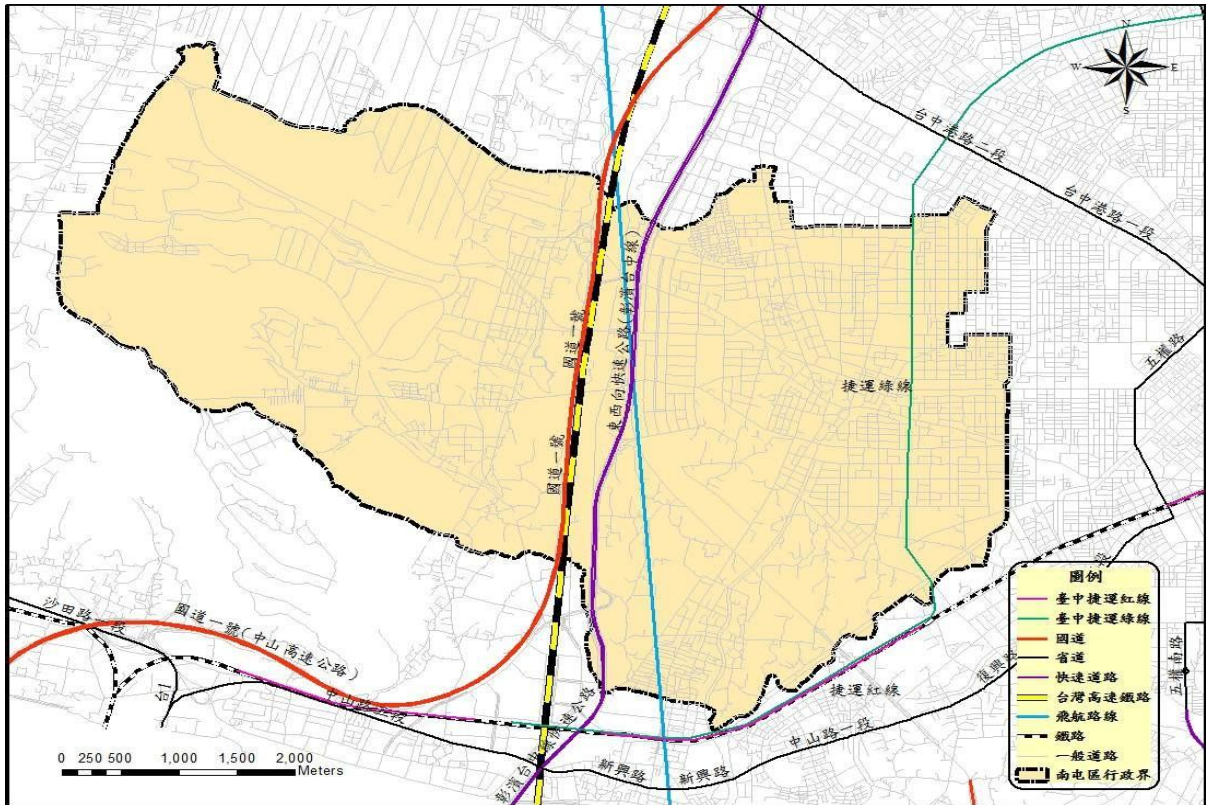 N
W
E
S
台中港路二段
台中港路一段
五權路
國道一號
東西向快速公路(彰濱台中線)
捷運綠線
國道一號
沙田路一段
國道一號(中山高速公路)
台1
中山路二段
捷運紅線
復興路
段
五權南路
中山路一段
新興路
新興路
圖例
臺中捷運紅線
臺中捷運綠線
國道
省道
快速道路
台灣高速鐵路
飛航路線
鐵路
一般道路
南屯區行政界
0 250 500 1,000 1,500 2,000
Meters